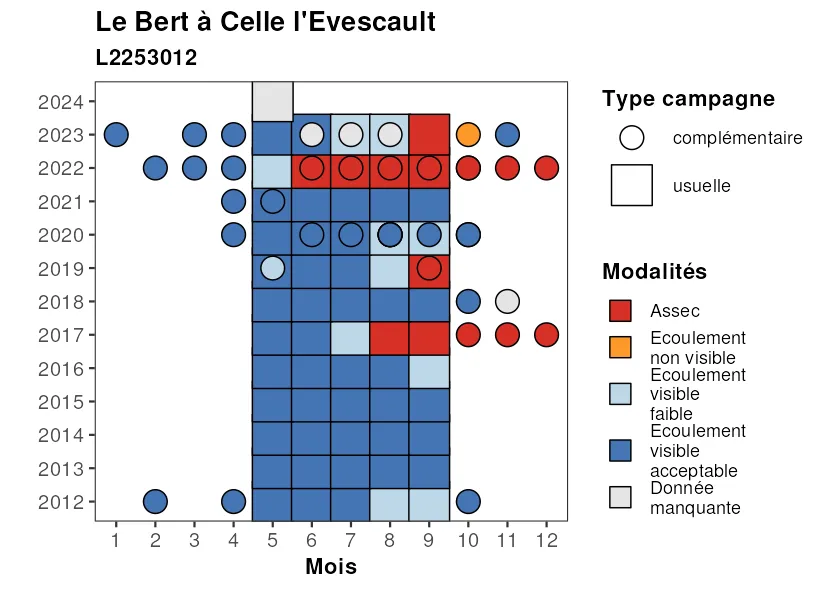 Le Bert à Celle l'Evescault
L2253012
2024
2023
2022
2021
2020
2019
2018
2017
2016
2015
2014
2013
2012
1 2 3 4 5 6 7 8 9 10 11 12
Mois
Type campagne
complémentaire
usuelle
Modalités
Assec
Ecoulement
non visible
Ecoulement
visible
faible
Ecoulement
visible
acceptable
Donnée
manquante